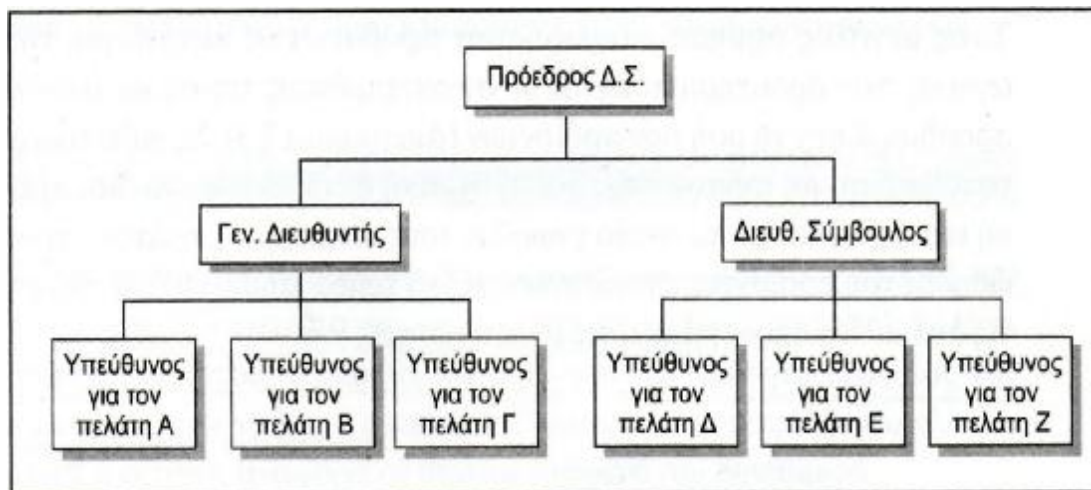 Πρόεδρος Δ.Σ.
Γεν. Διευθυντής
Διευθ. Σύμβουλος
Υπεύθυνος
για τον
πελάτη Α
Υπεύθυνος
για τον
πελάτη Β
Υπεύθυνος
για τον
πελάτη Γ
Υπεύθυνος
για τον
πελάτη Δ
Υπεύθυνος
για τον
πελάτη Ε
Υπεύθυνος
για τον
πελάτη Ζ